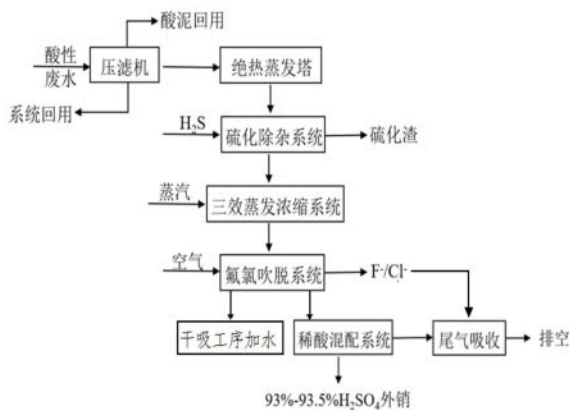 酸泥回用
酸性
废水
压滤机
绝热蒸发塔
系统回用
H₂S
硫化除杂系统
硫化渣
蒸汽
三效蒸发浓缩系统
空气
氟氯吹脱系统
F⁻/Cl⁻
干吸工序加水
稀酸混配系统
尾气吸收
排空
93%-93.5%H₂SO₄外销